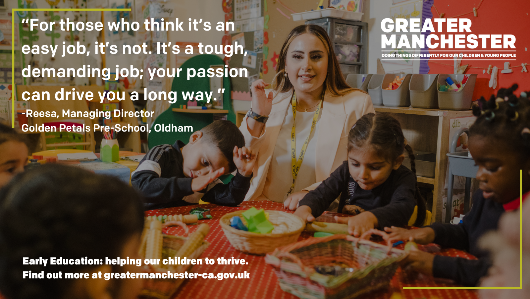 “For those who think it’s an
easy job, it’s not. It’s a tough,
demanding job; your passion
can drive you a long way.”
-Reesa, Managing Director
Golden Petals Pre-School, Oldham
GREATER
MANCHESTER
DOING THINGS DIFFERENTLY FOR OUR CHILDREN & YOUNG PEOPLE
Early Education: helping our children to thrive.
Find out more at greatermanchester-ca.gov.uk